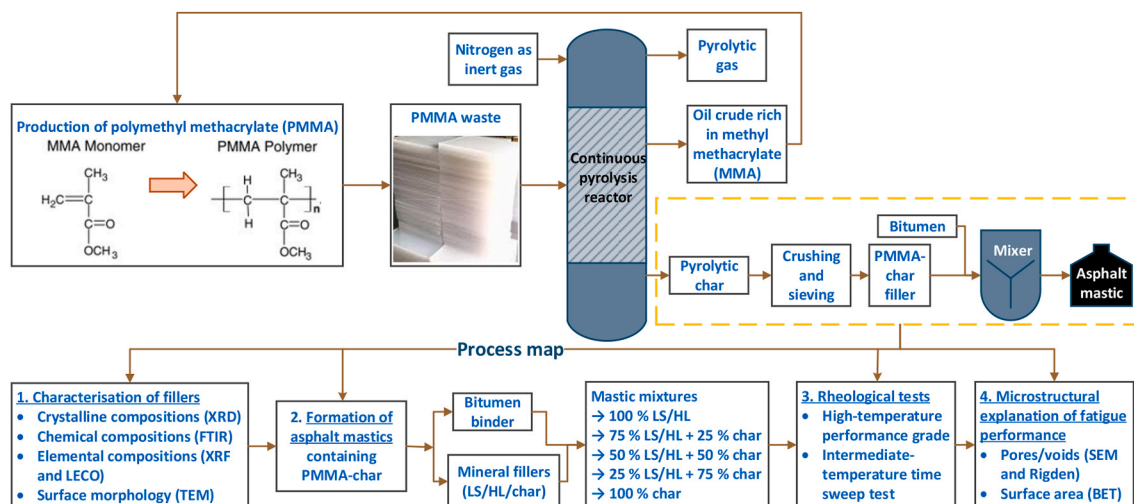 Nitrogen as
inert gas
Pyrolytic
gas
Production of polymethyl methacrylate (PMMA)
MMA Monomer
PMMA Polymer
CH₃
H₂C
C=O
OCH₃
H
CH₃
C
C
n
H
C=O
OCH₃
PMMA waste
Continuous
pyrolysis
reactor
Oil crude rich
in methyl
methacrylate
(MMA)
Pyrolytic
char
Crushing
and
sieving
PMMA-
char
filler
Bitumen
Mixer
Asphalt
mastic
Process map
1. Characterisation of fillers
• Crystalline compositions (XRD)
• Chemical compositions (FTIR)
• Elemental compositions (XRF
and LECO)
• Surface morphology (TEM)
2. Formation of
asphalt mastics
containing
PMMA-char
Bitumen
binder
Mineral fillers
(LS/HL/char)
Mastic mixtures
→ 100 % LS/HL
→ 75 % LS/HL + 25 % char
→ 50 % LS/HL + 50 % char
→ 25 % LS/HL + 75 % char
→ 100 % char
3. Rheological tests
• High-temperature
performance grade
• Intermediate-
temperature time
sweep test
4. Microstructural
explanation of fatigue
performance
• Pores/voids (SEM
and Rigden)
• Surface area (BET)